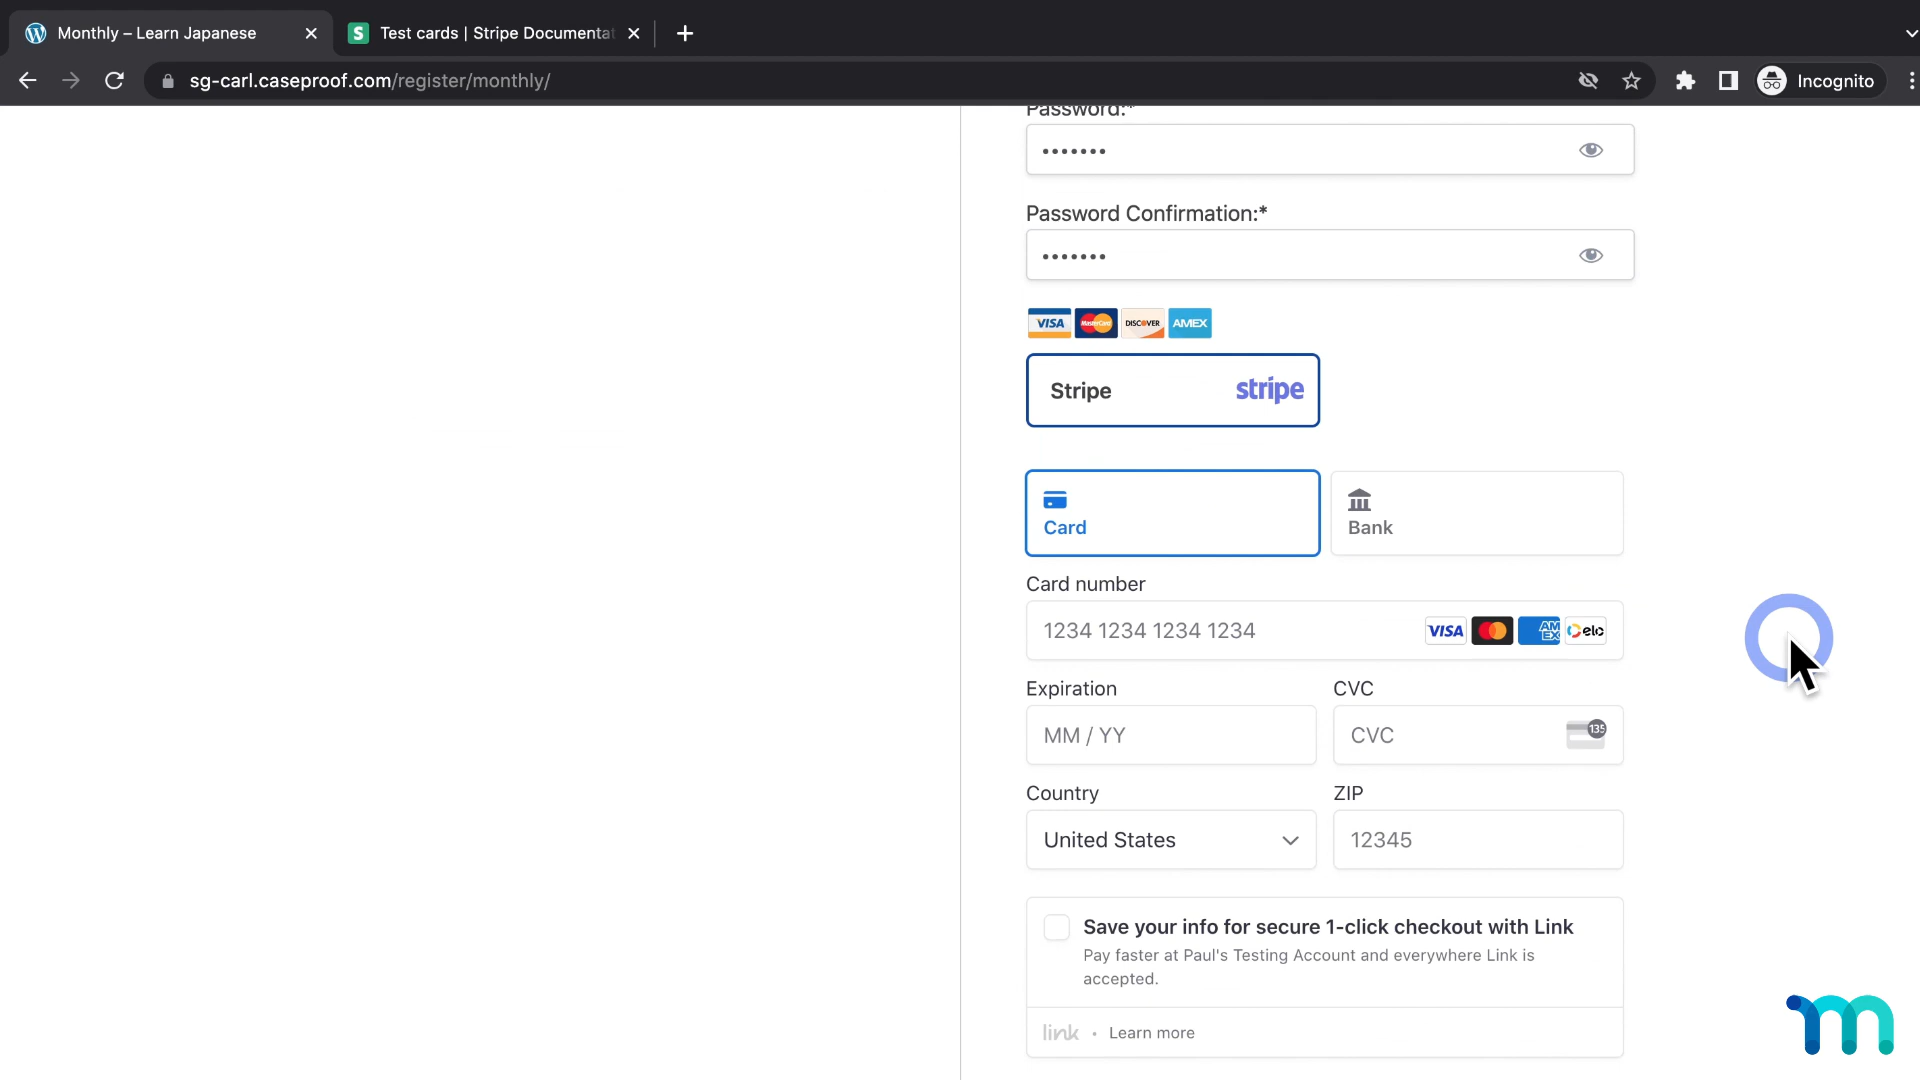 Monthly – Learn Japanese
Test cards | Stripe Documentat
sg-carl.caseproof.com/register/monthly/
Incognito
Password:*
•••••••
Password Confirmation:*
•••••••
VISA MasterCard DISCOVER AMEX
Stripe stripe
Card
Bank
Card number
1234 1234 1234 1234
VISA AMEX elo
Expiration
CVC
MM / YY
CVC
135
Country
ZIP
United States
12345
Save your info for secure 1-click checkout with Link
Pay faster at Paul's Testing Account and everywhere Link is
accepted.
link • Learn more
m